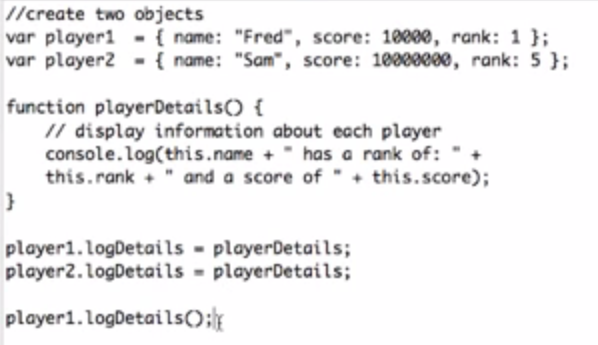 //create two objects
var player1  = { name: "Fred", score: 10000, rank: 1 };
var player2  = { name: "Sam", score: 10000000, rank: 5 };

function playerDetails() {
    // display information about each player
    console.log(this.name + " has a rank of: " +
    this.rank + " and a score of " + this.score);
}

player1.logDetails = playerDetails;
player2.logDetails = playerDetails;

player1.logDetails();